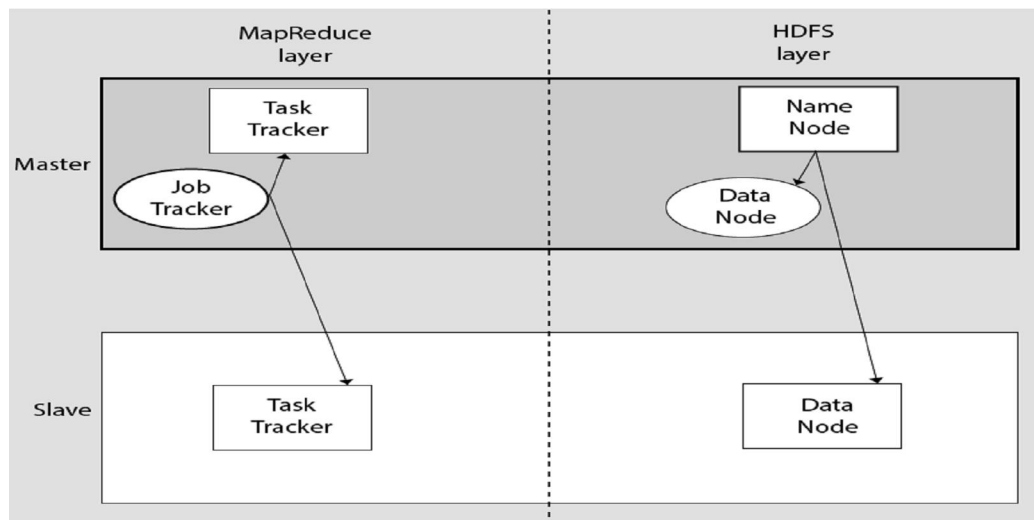 MapReduce
layer
HDFS
layer
Master
Task
Tracker
Job
Tracker
Name
Node
Data
Node
Slave
Task
Tracker
Data
Node